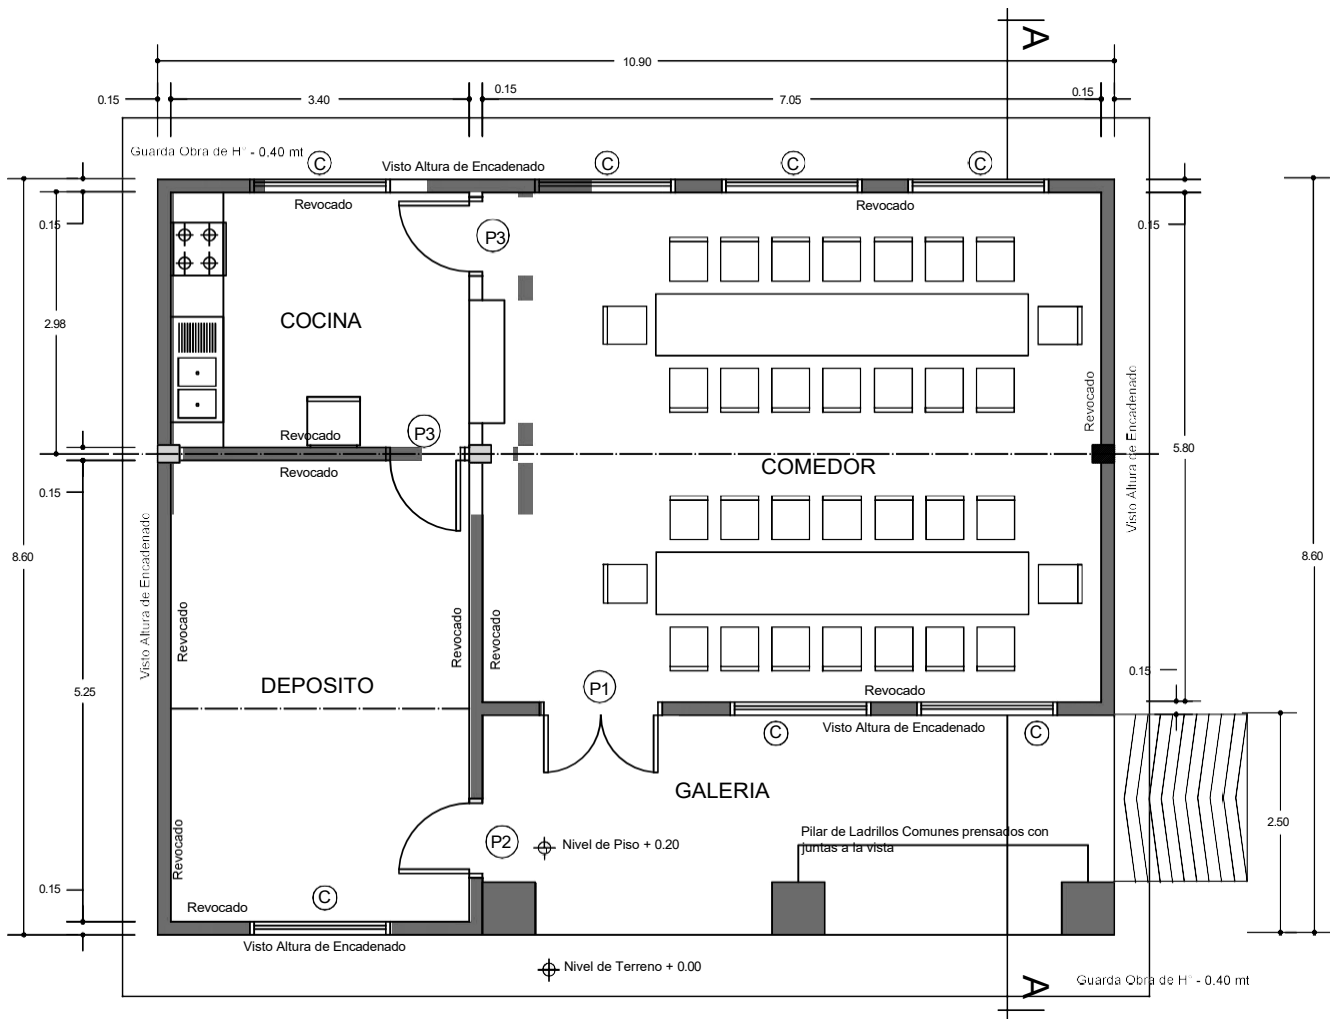 A
10.90
0.15
3.40
0.15
7.05
0.15
Guarda Obra de H° - 0,40 mt
C
Visto Altura de Encadenado
C
C
C
Revocado
Revocado
0.15
0.15
P3
2.98
COCINA
Revocado
Visto Altura de Encadenado
P3
Revocado
Revocado
COMEDOR
5.80
0.15
Visto Altura de Encadenado
8.60
8.60
Revocado
Revocado
Revocado
5.25
DEPOSITO
P1
0.15
Revocado
Visto Altura de Encadenado
C
C
GALERIA
2.50
Pilar de Ladrillos Comunes prensados con
juntas a la vista
P2
Nivel de Piso + 0.20
Revocado
0.15
C
Revocado
Visto Altura de Encadenado
Nivel de Terreno + 0.00
A
Guarda Obra de H° - 0.40 mt